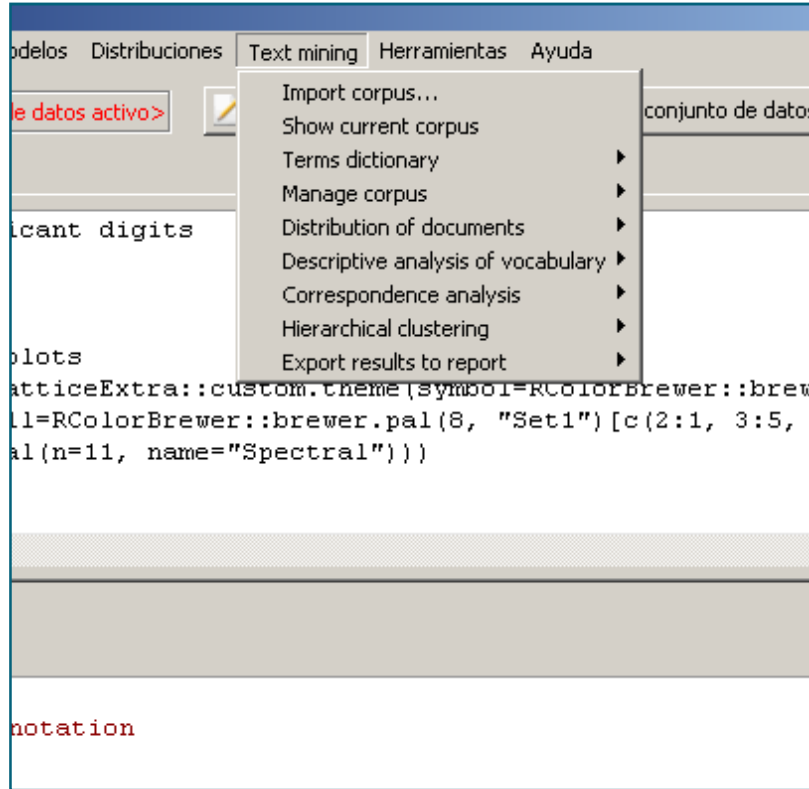 odelos Distribuciones Text mining Herramientas Ayuda
de datos activo> conjunto de datos
Import corpus...
Show current corpus
Terms dictionary
Manage corpus
Distribution of documents
Descriptive analysis of vocabulary
Correspondence analysis
Hierarchical clustering
Export results to report
icant digits
plots
atticeExtra::custom.theme(symbol=RColorBrewer::brew
ll=RColorBrewer::brewer.pal(8, "Set1")[c(2:1, 3:5,
al(n=11, name="Spectral")))
notation